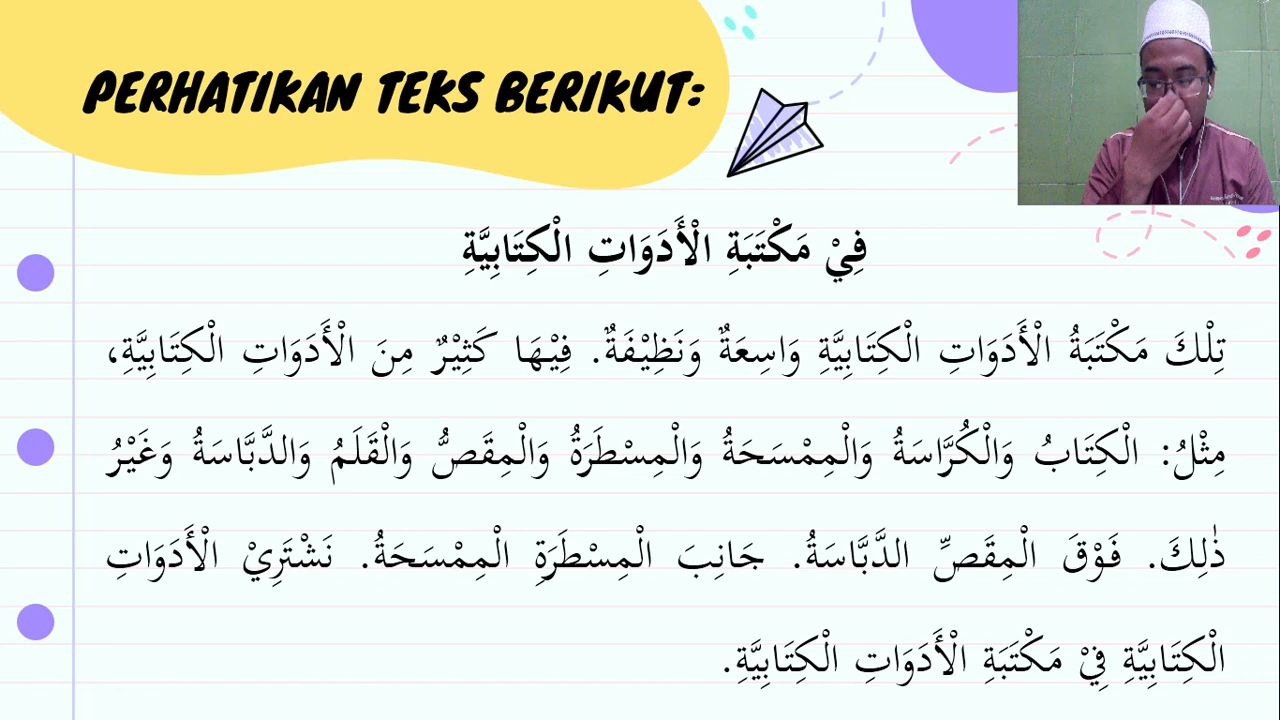 PERHATIKAN TEKS BERIKUT:
فِيْ مَكْتَبَةِ الْأَدَوَاتِ الْكِتَابِيَّةِ
تِلْكَ مَكْتَبَةُ الْأَدَوَاتِ الْكِتَابِيَّةِ وَاسِعَةٌ وَنَظِيْفَةٌ. فِيْهَا كَثِيْرٌ مِنَ الْأَدَوَاتِ الْكِتَابِيَّةِ،
مِثْلُ: الْكِتَابُ وَالْكُرَّاسَةُ وَالْمِمْسَحَةُ وَالْمِسْطَرَةُ وَالْمِقَصُّ وَالْقَلَمُ وَالدَّبَّاسَةُ وَغَيْرُ
ذٰلِكَ. فَوْقَ الْمِقَصِّ الدَّبَّاسَةُ. جَانِبَ الْمِسْطَرَةِ الْمِمْسَحَةُ. نَشْتَرِيْ الْأَدَوَاتِ
الْكِتَابِيَّةِ فِيْ مَكْتَبَةِ الْأَدَوَاتِ الْكِتَابِيَّةِ.